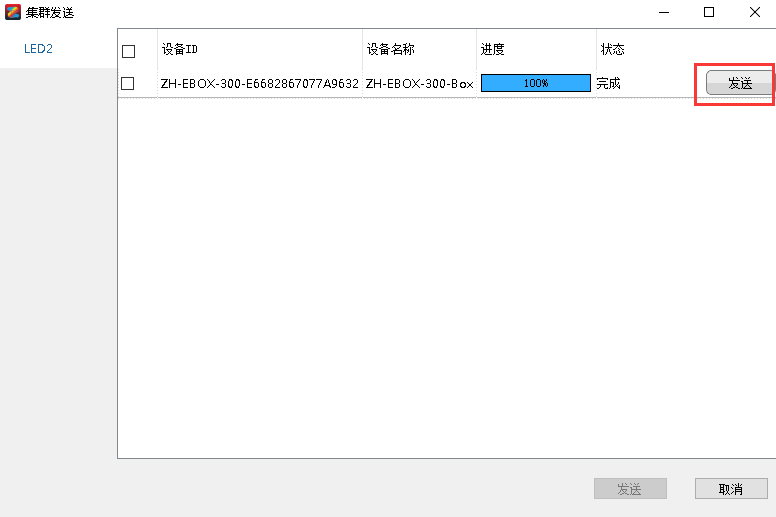 集群发送
LED2
设备ID 设备名称 进度 状态
ZH-EBOX-300-E6682867077A9632 ZH-EBOX-300-Box 100% 完成 发送
发送 取消